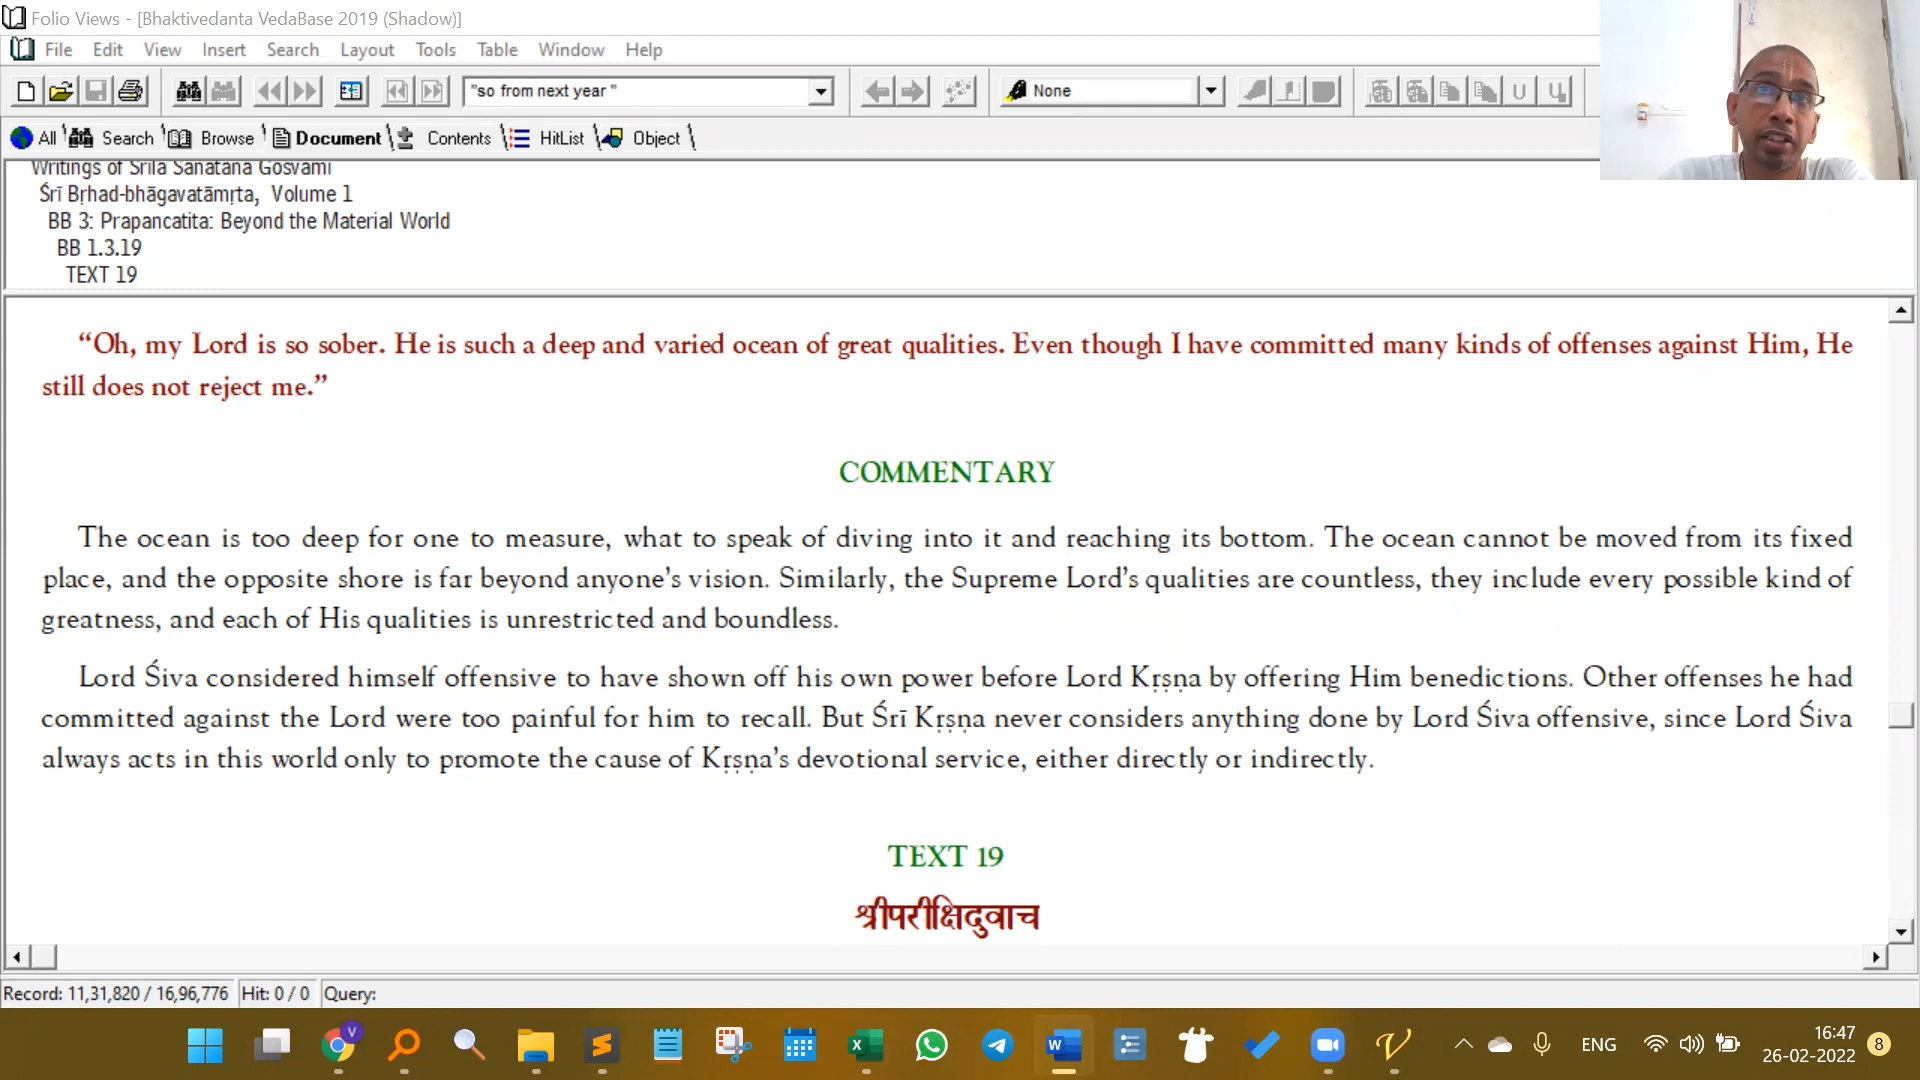 Folio Views - [Bhaktivedanta VedaBase 2019 (Shadow)]
File Edit View Insert Search Layout Tools Table Window Help
"so from next year " None
All Search Browse Document Contents HitList Object
Writings of Srila Sanatana Gosvami
Śrī Bṛhad-bhāgavatāmṛta, Volume 1
BB 3: Prapancatita: Beyond the Material World
BB 1.3.19
TEXT 19
“Oh, my Lord is so sober. He is such a deep and varied ocean of great qualities. Even though I have committed many kinds of offenses against Him, He
still does not reject me.”
COMMENTARY
The ocean is too deep for one to measure, what to speak of diving into it and reaching its bottom. The ocean cannot be moved from its fixed
place, and the opposite shore is far beyond anyone’s vision. Similarly, the Supreme Lord’s qualities are countless, they include every possible kind of
greatness, and each of His qualities is unrestricted and boundless.
Lord Śiva considered himself offensive to have shown off his own power before Lord Kṛṣṇa by offering Him benedictions. Other offenses he had
committed against the Lord were too painful for him to recall. But Śrī Kṛṣṇa never considers anything done by Lord Śiva offensive, since Lord Śiva
always acts in this world only to promote the cause of Kṛṣṇa’s devotional service, either directly or indirectly.
TEXT 19
श्रीपरीक्षिदुवाच
Record: 11,31,820 / 16,96,776 Hit: 0 / 0 Query:
ENG 16:47 8
26-02-2022